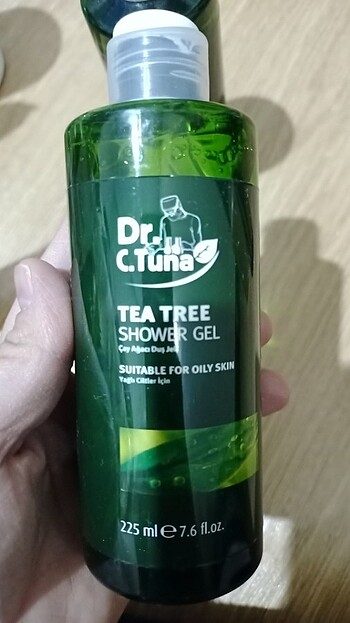 Dr.
C.Tuna
TEA TREE
SHOWER GEL
Çay Ağacı Duş Jeli
SUITABLE FOR OILY SKIN
Yağlı Ciltler İçin
225 ml ℮ 7.6 fl.oz.